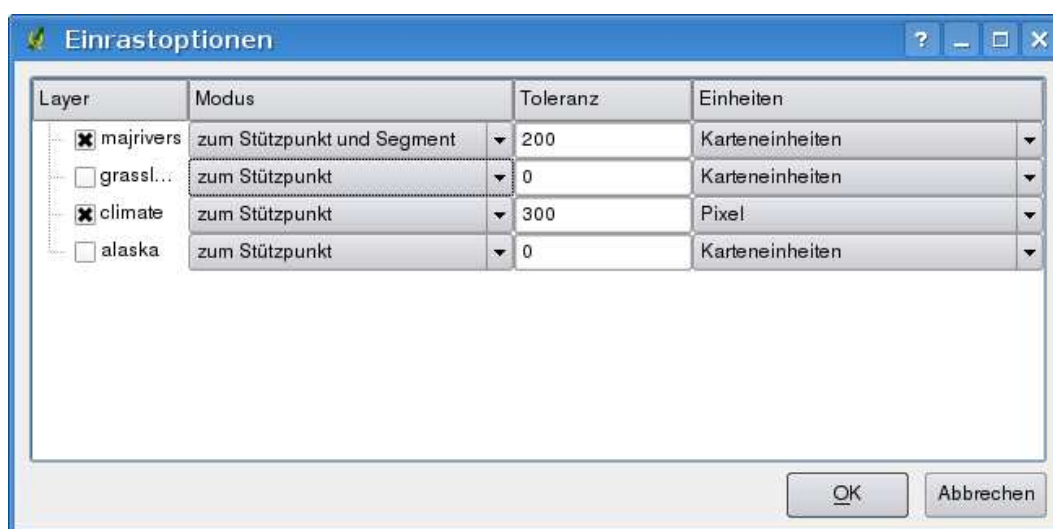 Einrastoptionen
Layer Modus Toleranz Einheiten
majrivers zum Stützpunkt und Segment 200 Karteneinheiten
grassl... zum Stützpunkt 0 Karteneinheiten
climate zum Stützpunkt 300 Pixel
alaska zum Stützpunkt 0 Karteneinheiten
OK Abbrechen